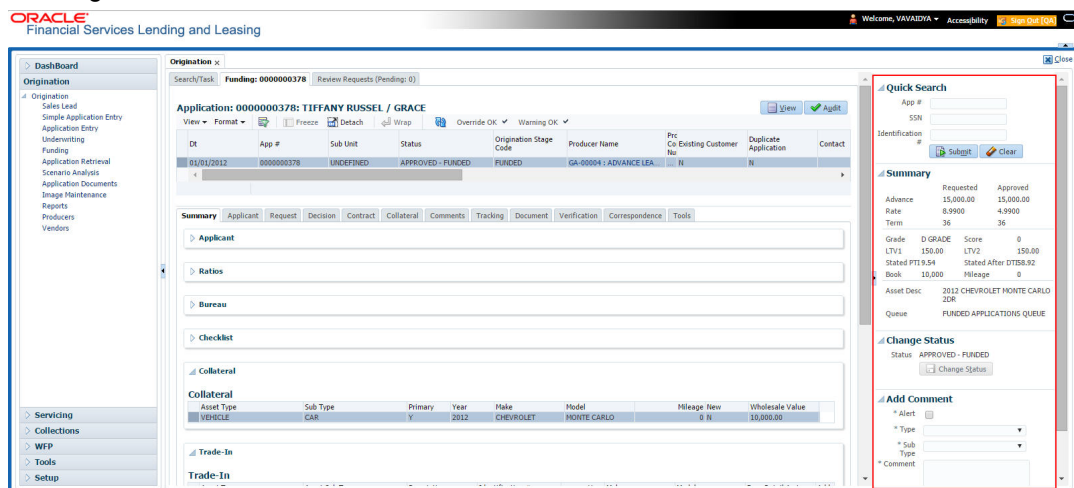 ORACLE
Financial Services Lending and Leasing
Welcome, VAVAIDYA Accessibility Sign Out [QA]
Close
DashBoard
Origination
Origination
Sales Lead
Simple Application Entry
Application Entry
Underwriting
Funding
Application Retrieval
Scenario Analysis
Application Documents
Image Maintenance
Reports
Producers
Vendors
Servicing
Collections
WFP
Tools
Setup
Origination x
Search/Task Funding: 0000000378 Review Requests (Pending: 0)
Application: 0000000378: TIFFANY RUSSEL / GRACE
View Audit
View Format Freeze Detach Wrap Override OK Warning OK
Dt App # Sub Unit Status Origination Stage Code Producer Name Prc Co Nu Existing Customer Duplicate Application Contact
01/01/2012 0000000378 UNDEFINED APPROVED - FUNDED FUNDED GA-00004 : ADVANCE LEA... ... N N
Summary Applicant Request Decision Contract Collateral Comments Tracking Document Verification Correspondence Tools
Applicant
Ratios
Bureau
Checklist
Collateral
Collateral
Asset Type Sub Type Primary Year Make Model Mileage New Wholesale Value
VEHICLE CAR Y 2012 CHEVROLET MONTE CARLO 0 N 10,000.00
Trade-In
Trade-In
Quick Search
App #
SSN
Identification #
Submit Clear
Summary
Requested Approved
Advance 15,000.00 15,000.00
Rate 8.9900 4.9900
Term 36 36
Grade D GRADE Score 0
LTV1 150.00 LTV2 150.00
Stated PTI 9.54 Stated After DTI 58.92
Book 10,000 Mileage 0
Asset Desc 2012 CHEVROLET MONTE CARLO
2DR
Queue FUNDED APPLICATIONS QUEUE
Change Status
Status APPROVED - FUNDED
Change Status
Add Comment
* Alert
* Type
* Sub Type
* Comment